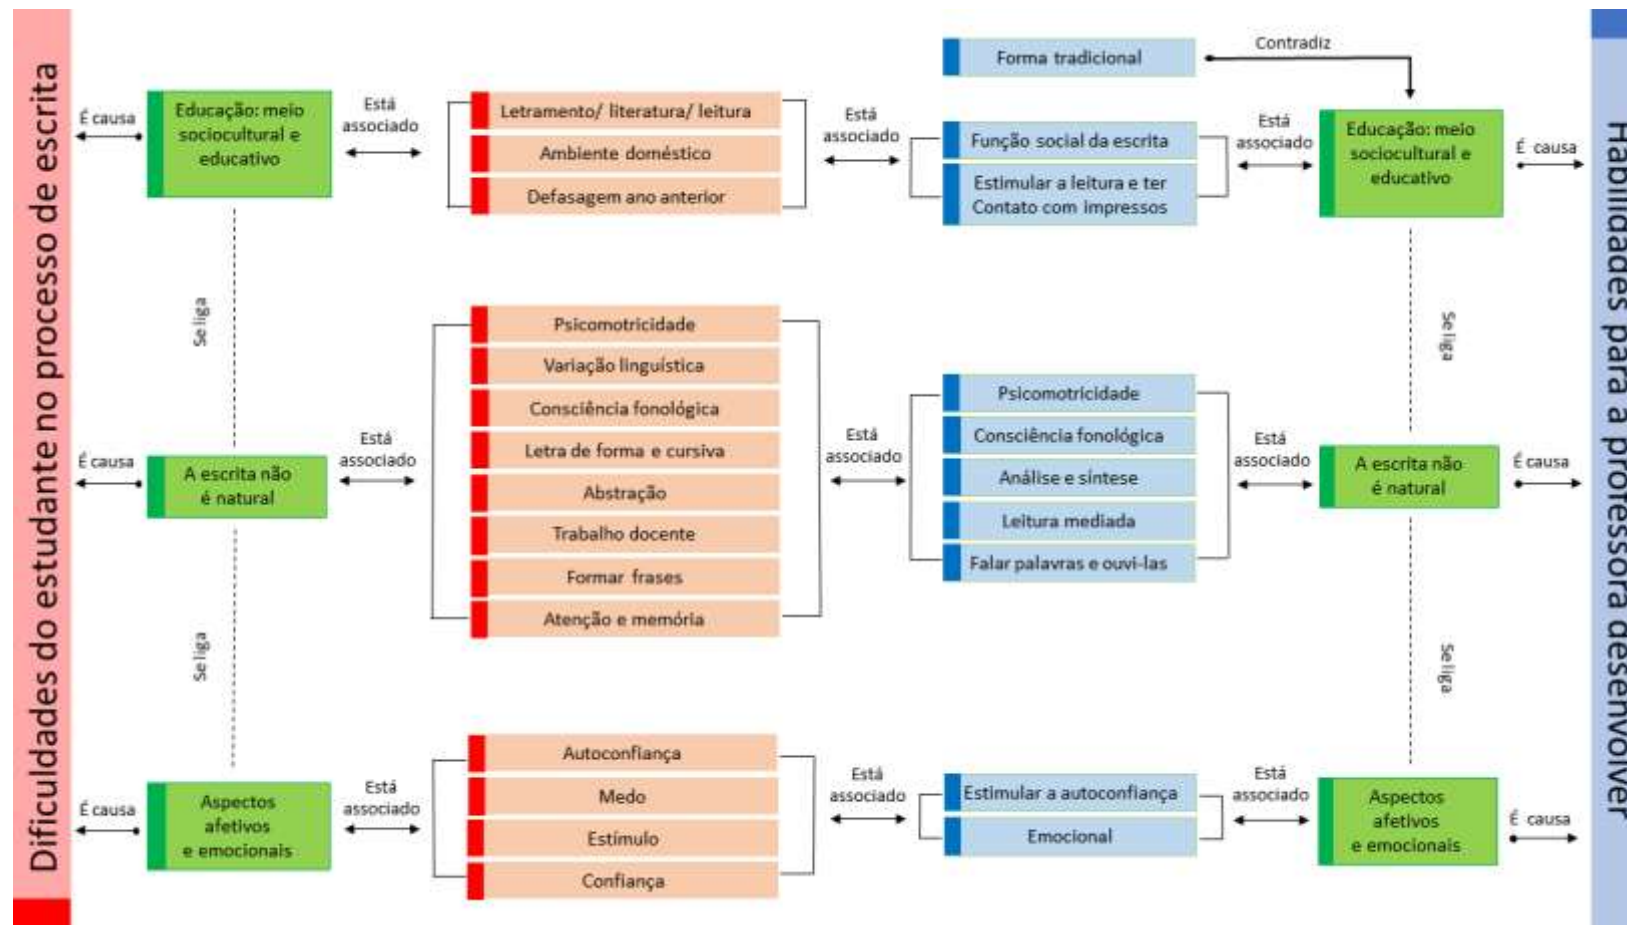 Dificuldades do estudante no processo de escrita
É causa
Educação: meio
sociocultural e
educativo
Está
associado
Letramento/ literatura/ leitura
Ambiente doméstico
Defasagem ano anterior
Está
associado
Forma tradicional
Contradiz
Função social da escrita
Estimular a leitura e ter
Contato com impressos
Está
associado
Educação: meio
sociocultural e
educativo
É causa
Se liga
Se liga
É causa
A escrita não
é natural
Está
associado
Psicomotricidade
Variação linguística
Consciência fonológica
Letra de forma e cursiva
Abstração
Trabalho docente
Formar frases
Atenção e memória
Está
associado
Psicomotricidade
Consciência fonológica
Análise e síntese
Leitura mediada
Falar palavras e ouvi-las
Está
associado
A escrita não
é natural
É causa
Se liga
Se liga
É causa
Aspectos
afetivos
e emocionais
Está
associado
Autoconfiança
Medo
Estímulo
Confiança
Está
associado
Estimular a autoconfiança
Emocional
Está
associado
Aspectos
afetivos
e emocionais
É causa
Habilidades para a professora desenvolver